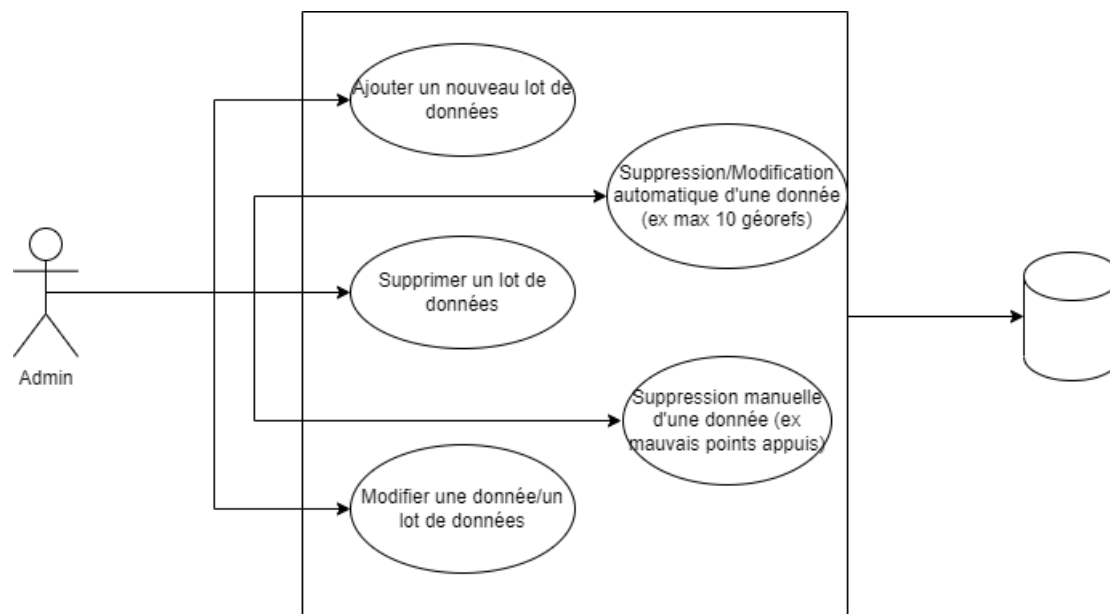 Ajouter un nouveau lot de
données
Suppression/Modification
automatique d'une donnée
(ex max 10 géorefs)
Supprimer un lot de
données
Admin
Suppression manuelle
d'une donnée (ex
mauvais points appuis)
Modifier une donnée/un
lot de données